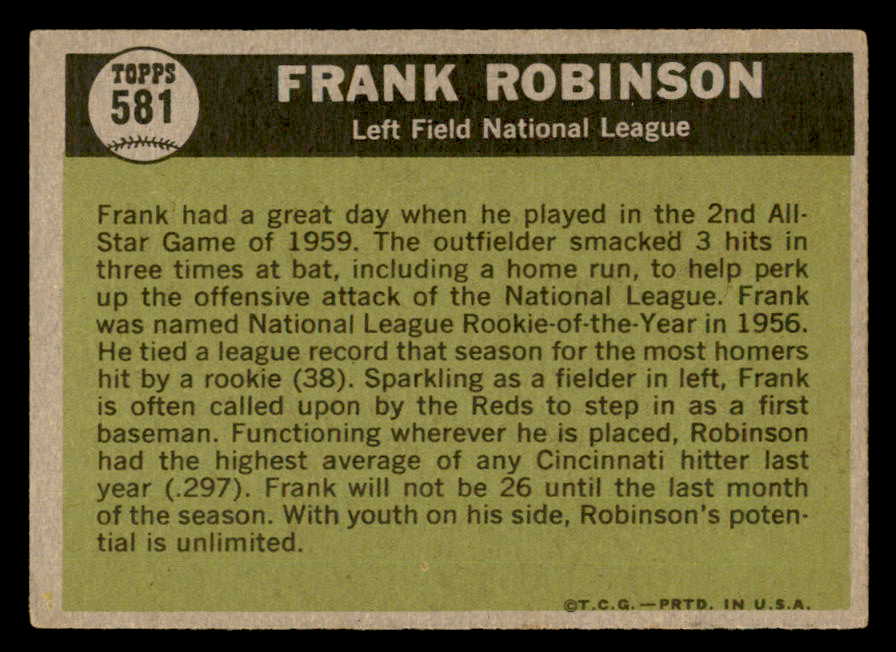 TOPPS
581
FRANK ROBINSON
Left Field National League
Frank had a great day when he played in the 2nd All-
Star Game of 1959. The outfielder smacked 3 hits in
three times at bat, including a home run, to help perk
up the offensive attack of the National League. Frank
was named National League Rookie-of-the-Year in 1956.
He tied a league record that season for the most homers
hit by a rookie (38). Sparkling as a fielder in left, Frank
is often called upon by the Reds to step in as a first
baseman. Functioning wherever he is placed, Robinson
had the highest average of any Cincinnati hitter last
year (.297). Frank will not be 26 until the last month
of the season. With youth on his side, Robinson's poten-
tial is unlimited.
©T.C.G.—PRTD. IN U.S.A.